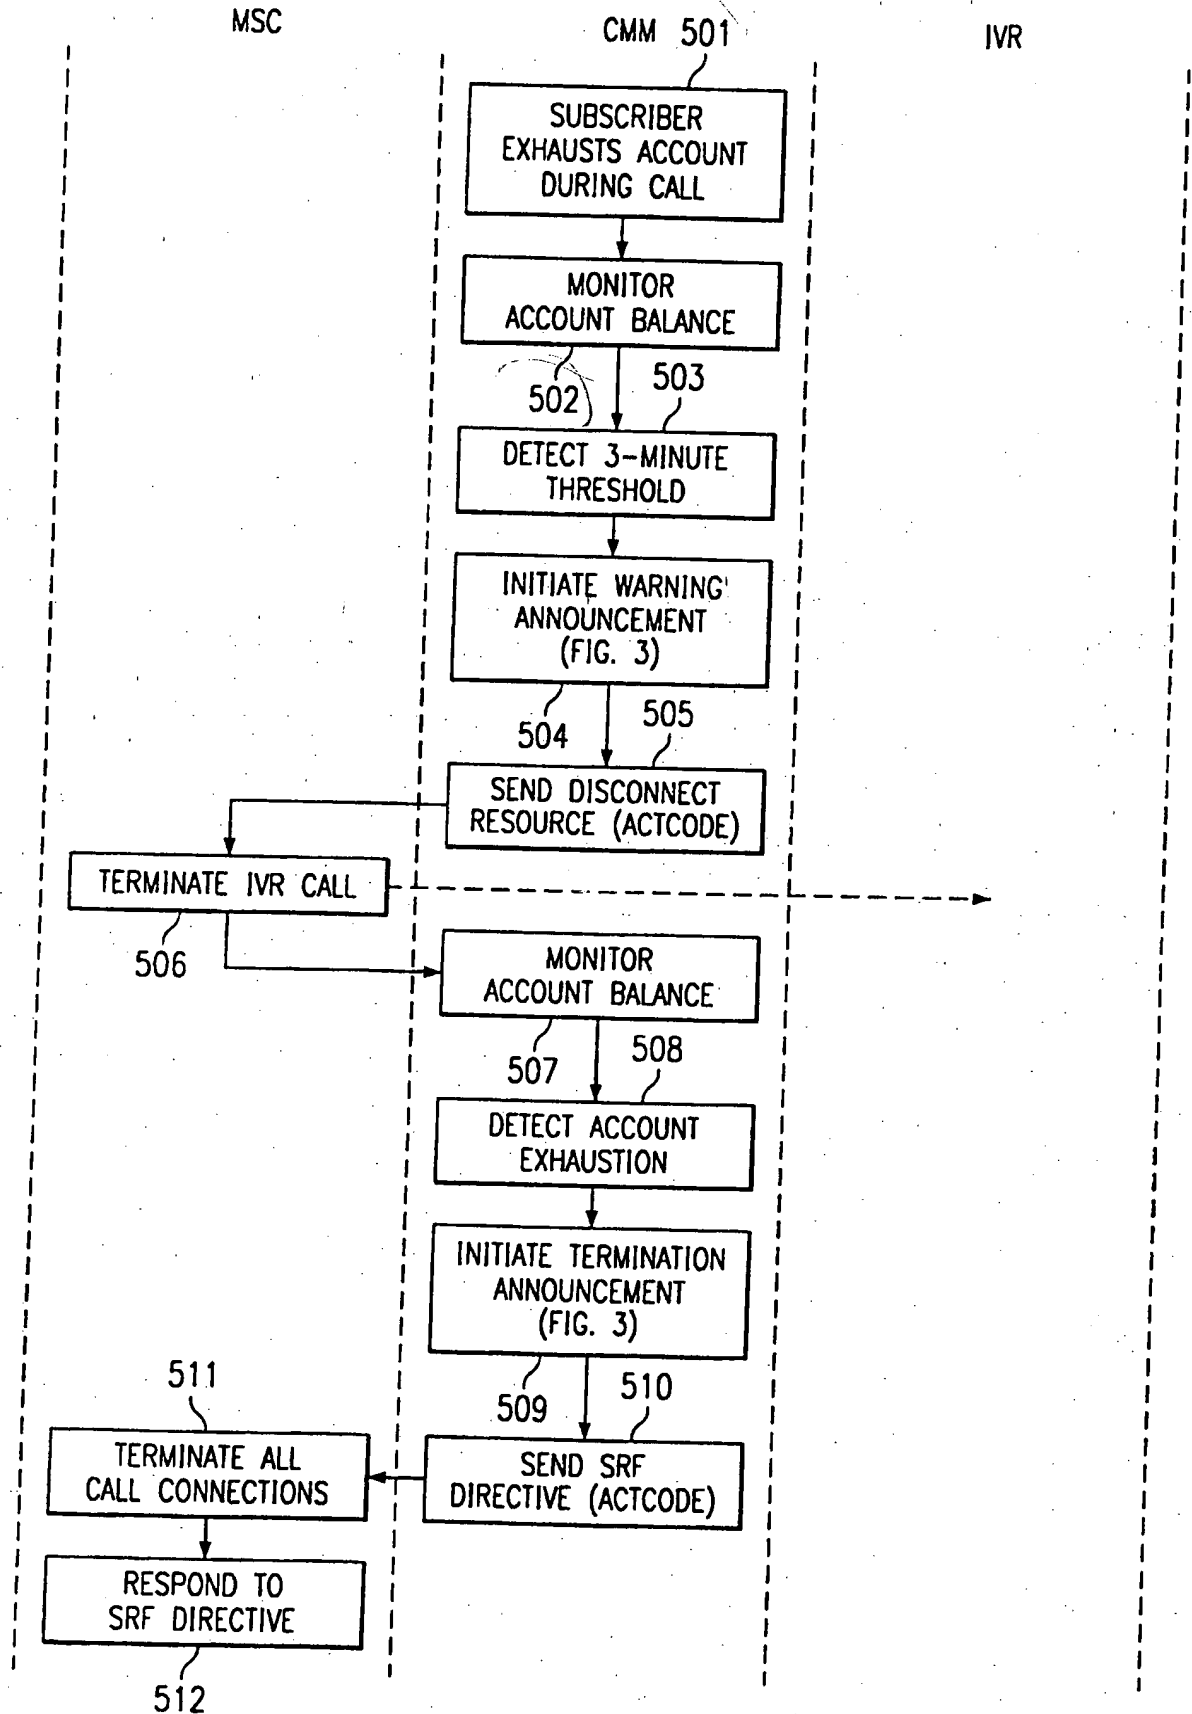 MSC
CMM
501
IVR
SUBSCRIBER
EXHAUSTS ACCOUNT
DURING CALL
MONITOR
ACCOUNT BALANCE
502
503
DETECT 3-MINUTE
THRESHOLD
INITIATE WARNING
ANNOUNCEMENT
(FIG. 3)
504
505
SEND DISCONNECT
RESOURCE (ACTCODE)
TERMINATE IVR CALL
506
MONITOR
ACCOUNT BALANCE
507
508
DETECT ACCOUNT
EXHAUSTION
INITIATE TERMINATION
ANNOUNCEMENT
(FIG. 3)
509
510
511
TERMINATE ALL
CALL CONNECTIONS
SEND SRF
DIRECTIVE (ACTCODE)
RESPOND TO
SRF DIRECTIVE
512